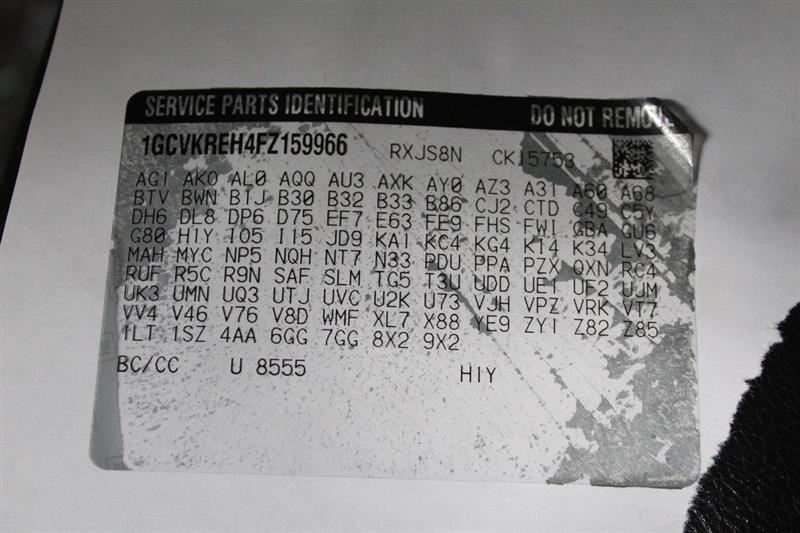 SERVICE PARTS IDENTIFICATION DO NOT REMOVE
1GCVKREH4FZ159966 RXJS8N CK15753
AG1 AK0 AL0 AQQ AU3 AXK AY0 AZ3 A31 A60 A68
BTV BWN B1J B30 B32 B33 B86 CJ2 CTD C49 C5Y
DH6 DL8 DP6 D75 EF7 E63 FE9 FHS FW1 GBA GU6
G80 H1Y IO5 I15 JD9 KA1 KC4 KG4 K14 K34 LV3
MAH MYC NP5 NQH NT7 N33 PDU PPA PZX QXN RC4
RUF R5C R9N SAF SLM TG5 T3U UDD UE1 UF2 UJM
UK3 UMN UQ3 UTJ UVC U2K U73 VJH VPZ VRK VT7
VV4 V46 V76 V8D WMF XL7 X88 YE9 ZY1 Z82 Z85
1LT 1SZ 4AA 6GG 7GG 8X2 9X2
BC/CC U 8555 H1Y